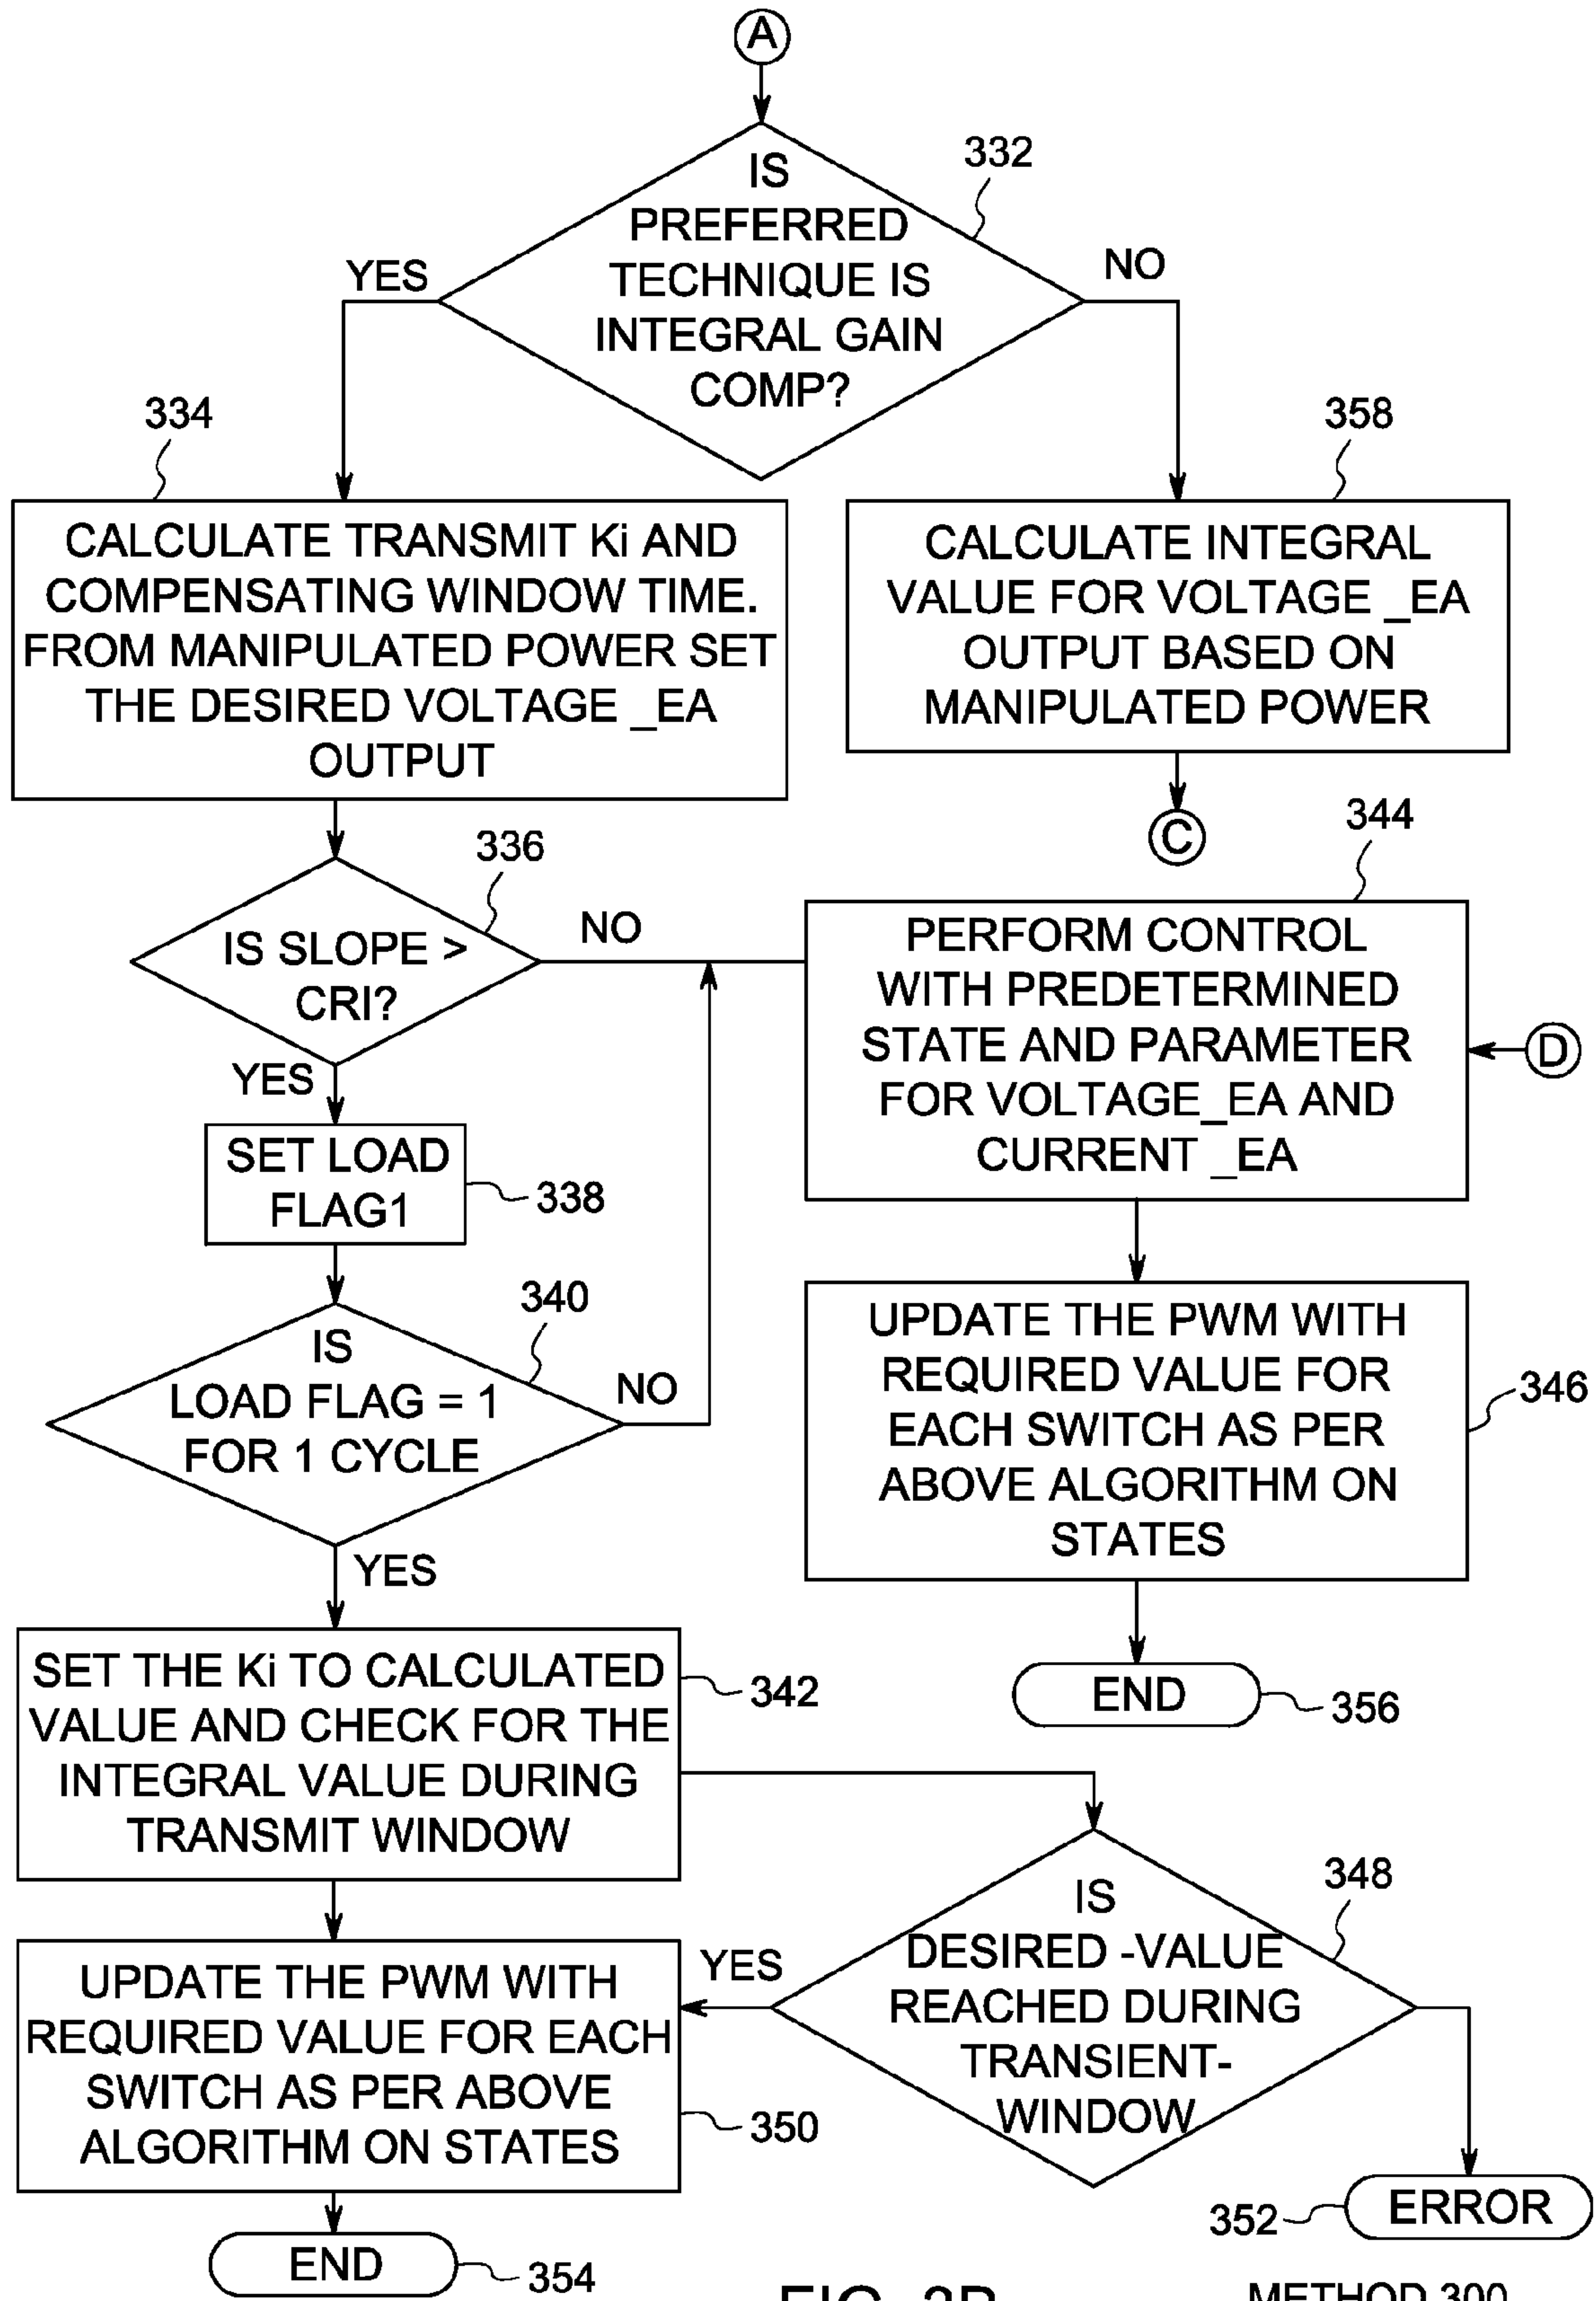 A
332
IS
PREFERRED
TECHNIQUE IS
INTEGRAL GAIN
COMP?
YES
NO
334
CALCULATE TRANSMIT Ki AND
COMPENSATING WINDOW TIME.
FROM MANIPULATED POWER SET
THE DESIRED VOLTAGE _EA
OUTPUT
358
CALCULATE INTEGRAL
VALUE FOR VOLTAGE _EA
OUTPUT BASED ON
MANIPULATED POWER
C
336
IS SLOPE >
CRI?
NO
YES
344
PERFORM CONTROL
WITH PREDETERMINED
STATE AND PARAMETER
FOR VOLTAGE_EA AND
CURRENT _EA
D
SET LOAD
FLAG1
338
340
IS
LOAD FLAG = 1
FOR 1 CYCLE
NO
YES
UPDATE THE PWM WITH
REQUIRED VALUE FOR
EACH SWITCH AS PER
ABOVE ALGORITHM ON
STATES
346
END
356
SET THE Ki TO CALCULATED
VALUE AND CHECK FOR THE
INTEGRAL VALUE DURING
TRANSMIT WINDOW
342
348
IS
DESIRED -VALUE
REACHED DURING
TRANSIENT-
WINDOW
YES
UPDATE THE PWM WITH
REQUIRED VALUE FOR EACH
SWITCH AS PER ABOVE
ALGORITHM ON STATES
350
352
ERROR
END
354
FIG. 3B
METHOD 300